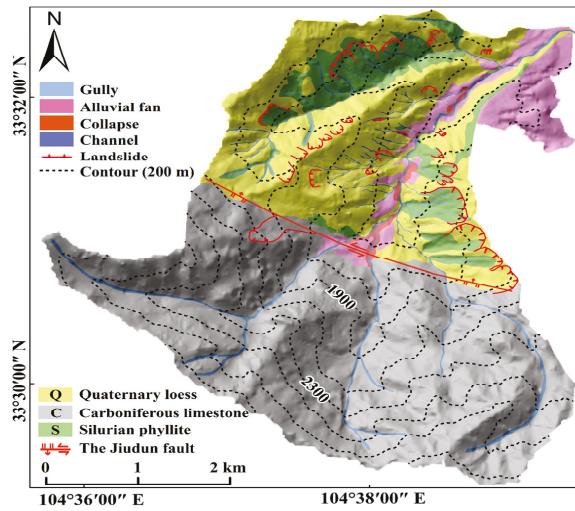 N
33°32′00″ N
Gully
Alluvial fan
Collapse
Channel
Landslide
Contour (200 m)
1900
2300
33°30′00″ N
Q Quaternary loess
C Carboniferous limestone
S Silurian phyllite
The Jiudun fault
0 1 2 km
104°36′00″ E 104°38′00″ E